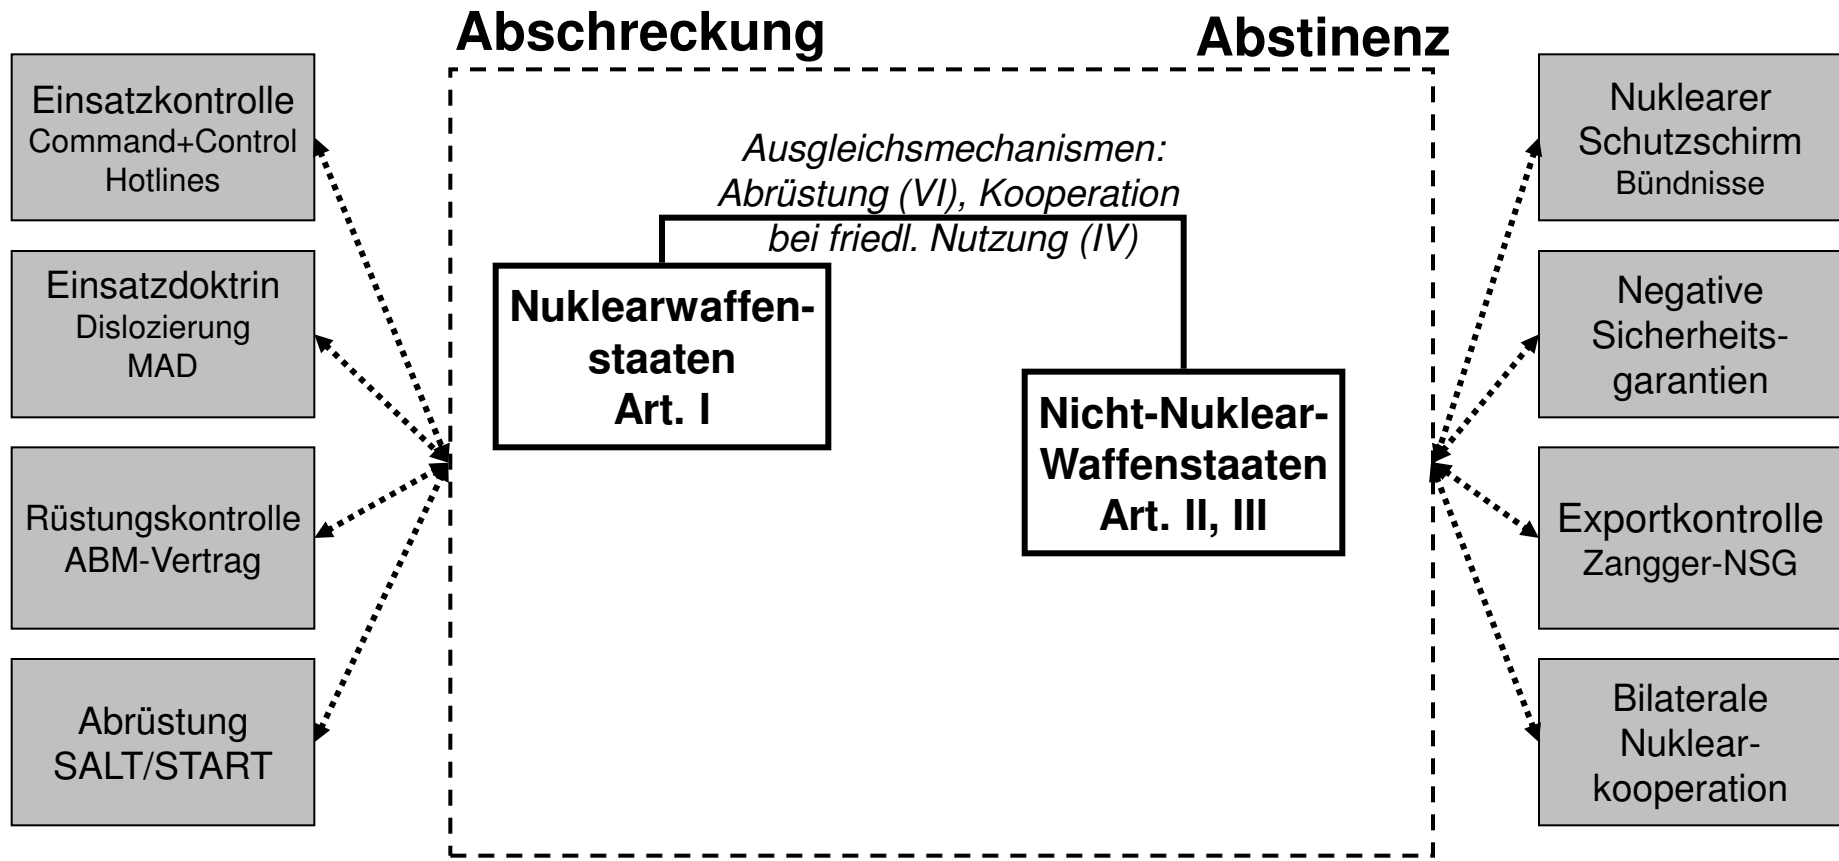 Abschreckung
Abstinenz
Einsatzkontrolle
Command+Control
Hotlines
Einsatzdoktrin
Dislozierung
MAD
Rüstungskontrolle
ABM-Vertrag
Abrüstung
SALT/START
Ausgleichsmechanismen:
Abrüstung (VI), Kooperation
bei friedl. Nutzung (IV)
Nuklearwaffen-
staaten
Art. I
Nicht-Nuklear-
Waffenstaaten
Art. II, III
Nuklearer
Schutzschirm
Bündnisse
Negative
Sicherheits-
garantien
Exportkontrolle
Zangger-NSG
Bilaterale
Nuklear-
kooperation